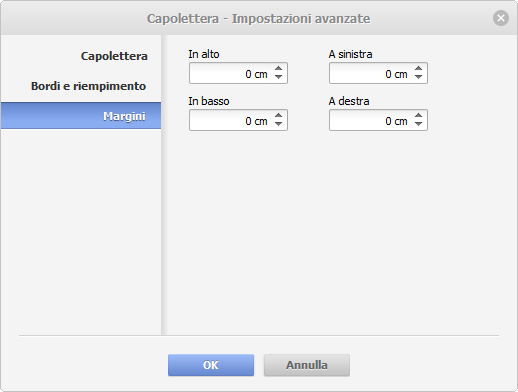 Capolettera - Impostazioni avanzate
Capolettera
Bordi e riempimento
Margini
In alto
A sinistra
0 cm
0 cm
In basso
A destra
0 cm
0 cm
OK
Annulla